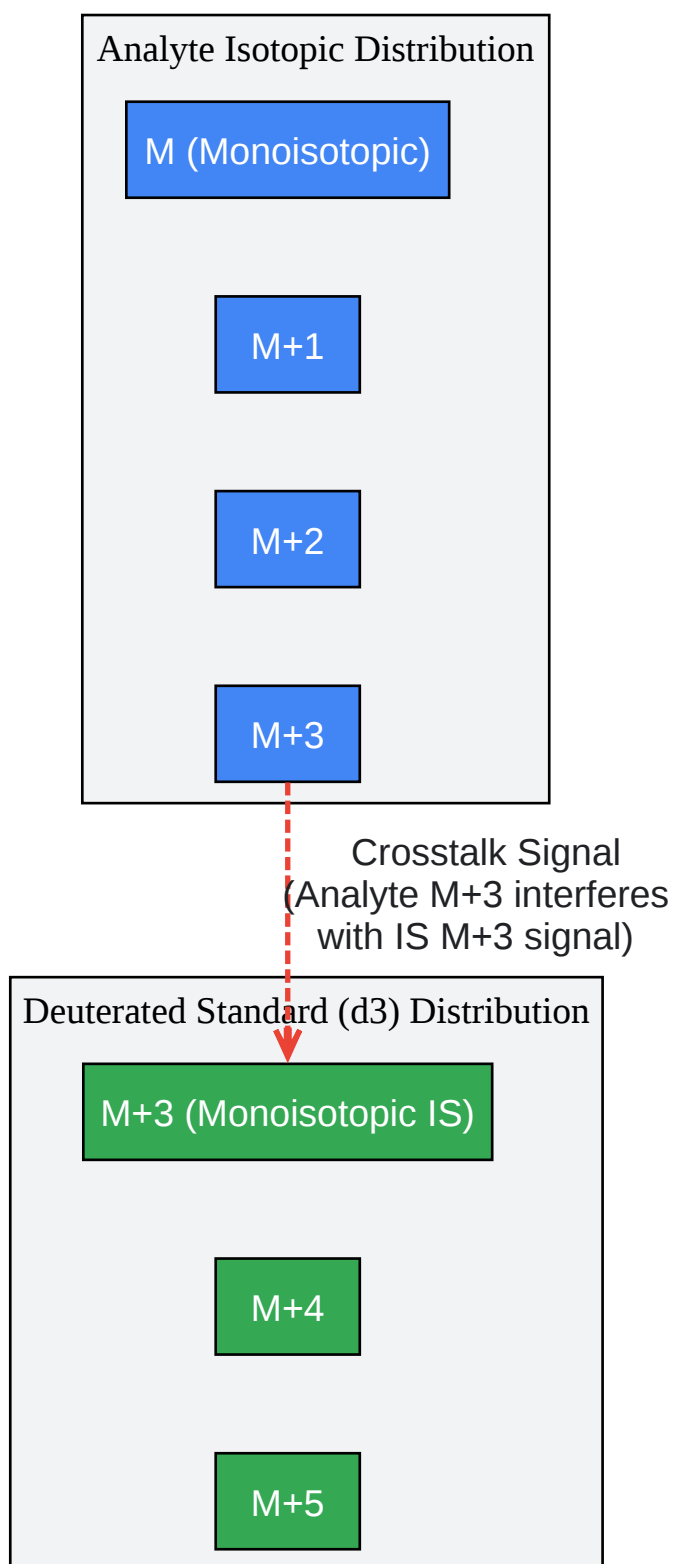 Analyte Isotopic Distribution
M (Monoisotopic)
M+1
M+2
M+3
Crosstalk Signal
(Analyte M+3 interferes
with IS M+3 signal)
Deuterated Standard (d3) Distribution
M+3 (Monoisotopic IS)
M+4
M+5